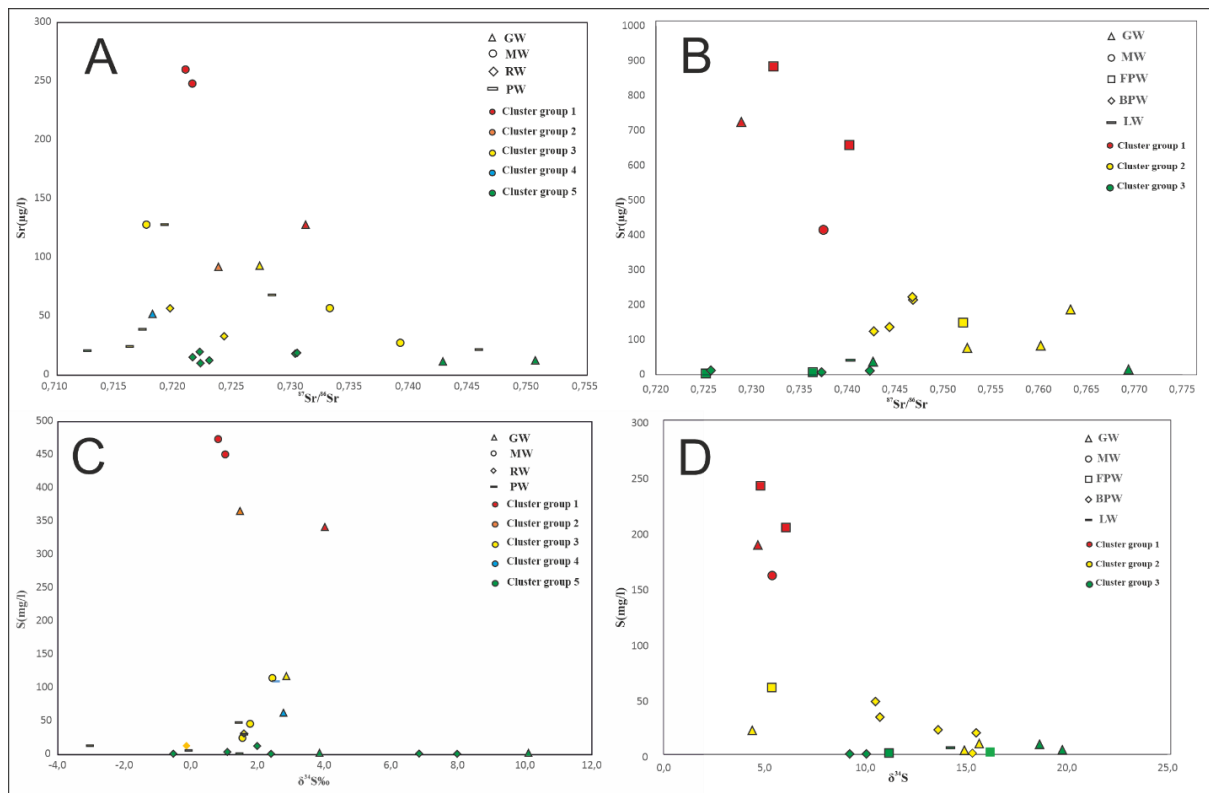 A
Sr(µg/l)
300
250
200
150
100
50
0
0,710 0,715 0,720 0,725 0,730 0,735 0,740 0,745 0,750 0,755
GW
MW
RW
PW
Cluster group 1
Cluster group 2
Cluster group 3
Cluster group 4
Cluster group 5
B
Sr(µg/l)
1000
900
800
700
600
500
400
300
200
100
0
0,720 0,725 0,730 0,735 0,740 0,745 0,750 0,755 0,760 0,765 0,770 0,775
⁸⁷Sr/⁸⁶Sr
GW
MW
FPW
BPW
LW
Cluster group 1
Cluster group 2
Cluster group 3
C
S(mg/l)
500
450
400
350
300
250
200
150
100
50
0
-4,0 -2,0 0,0 2,0 4,0 6,0 8,0 10,0 12,0
δ³⁴S‰
GW
MW
RW
PW
Cluster group 1
Cluster group 2
Cluster group 3
Cluster group 4
Cluster group 5
D
S(mg/l)
300
250
200
150
100
50
0
0,0 5,0 10,0 15,0 20,0 25,0
δ³⁴S
GW
MW
FPW
BPW
LW
Cluster group 1
Cluster group 2
Cluster group 3